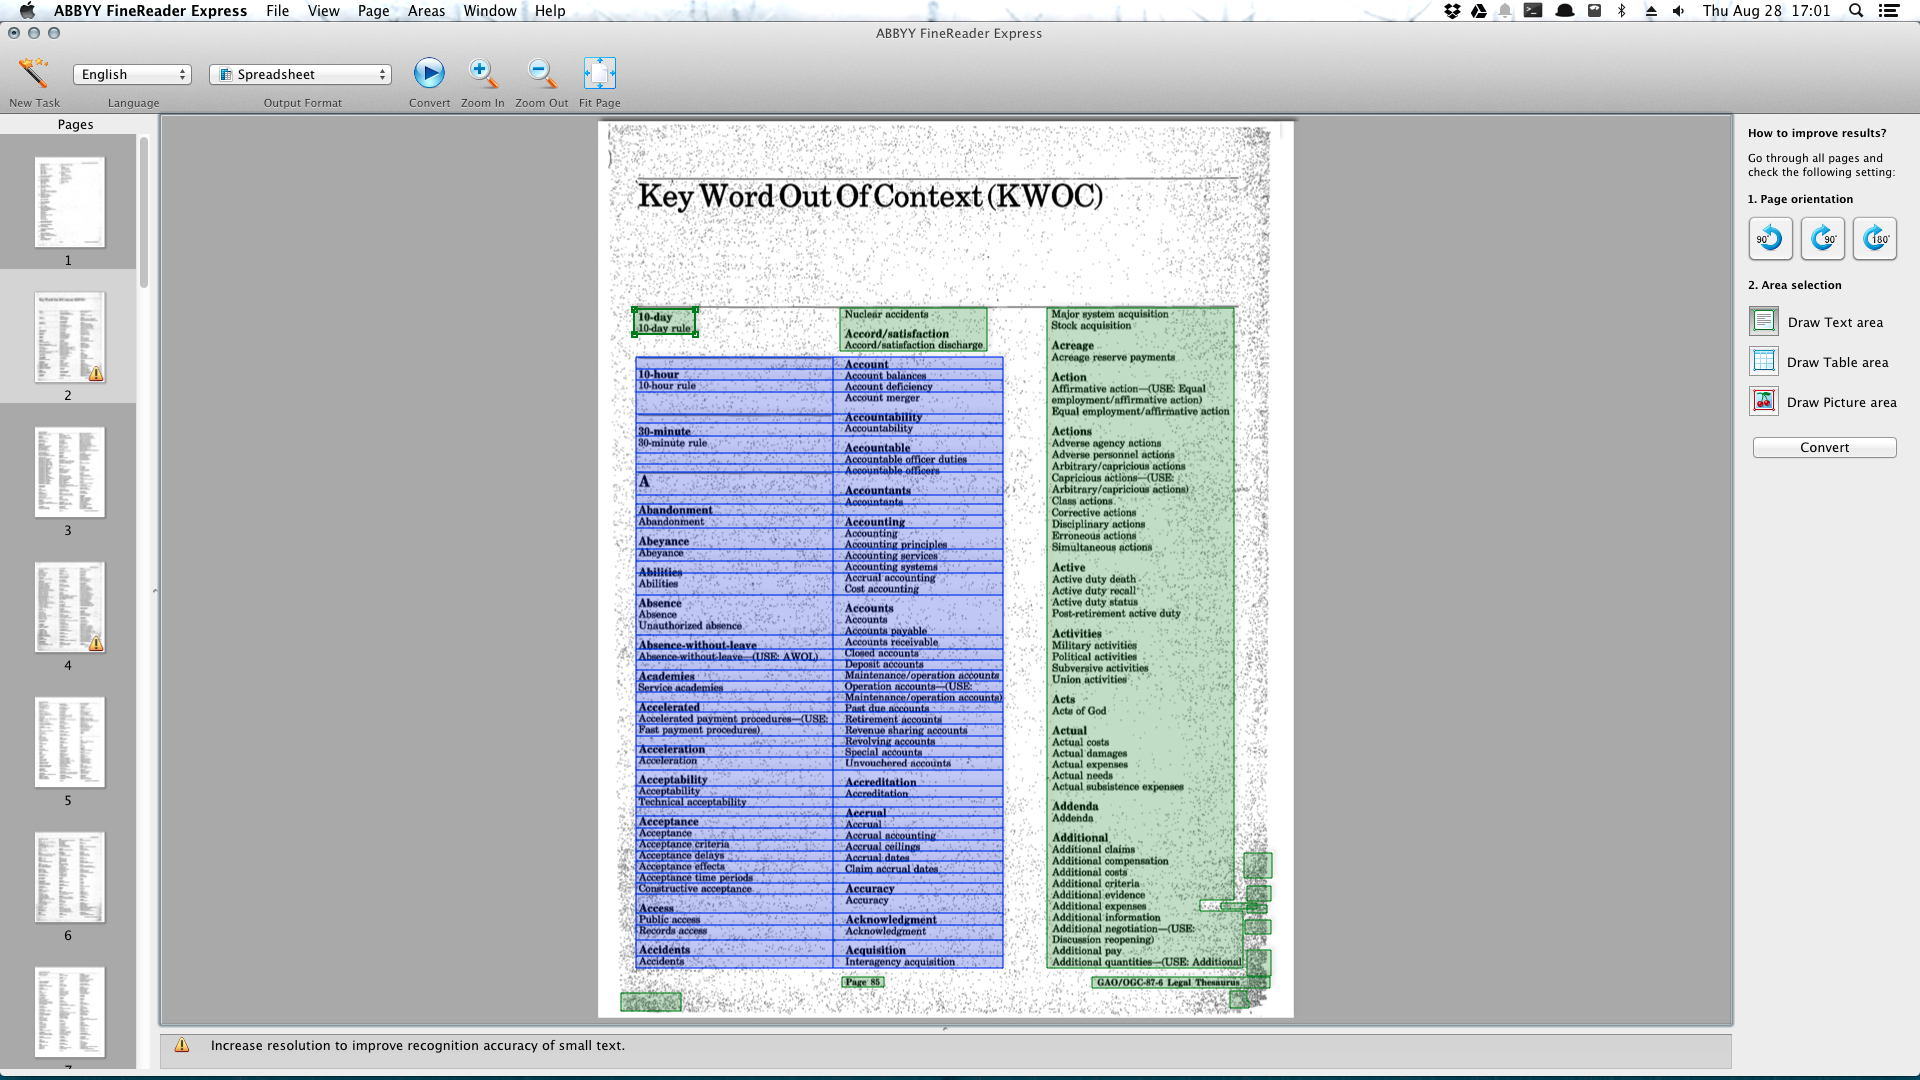 ABBYY FineReader Express File View Page Areas Window Help
Thu Aug 28 17:01
ABBYY FineReader Express
English
Spreadsheet
New Task
Language
Output Format
Convert
Zoom In
Zoom Out
Fit Page
Pages
1
2
3
4
5
6
7
Key Word Out Of Context (KWOC)
10-day
10-day rule
10-hour
10-hour rule
30-minute
30-minute rule
A
Abandonment
Abandonment
Abeyance
Abeyance
Abilities
Abilities
Absence
Absence
Unauthorized absence
Absence-without-leave
Absence-without-leave—(USE: AWOL)
Academies
Service academies
Accelerated
Accelerated payment procedures—(USE:
Fast payment procedures)
Acceleration
Acceleration
Acceptability
Acceptability
Technical acceptability
Acceptance
Acceptance
Acceptance criteria
Acceptance delays
Acceptance effects
Acceptance time periods
Constructive acceptance
Access
Public access
Records access
Accidents
Accidents
Nuclear accidents
Accord/satisfaction
Accord/satisfaction discharge
Account
Account balances
Account deficiency
Account merger
Accountability
Accountability
Accountable
Accountable officer duties
Accountable officers
Accountants
Accountants
Accounting
Accounting
Accounting principles
Accounting services
Accounting systems
Accrual accounting
Cost accounting
Accounts
Accounts
Accounts payable
Accounts receivable
Closed accounts
Deposit accounts
Maintenance/operation accounts
Operation accounts—(USE:
Maintenance/operation accounts)
Past due accounts
Retirement accounts
Revenue sharing accounts
Revolving accounts
Special accounts
Unvouchered accounts
Accreditation
Accreditation
Accrual
Accrual
Accrual accounting
Accrual ceilings
Accrual dates
Claim accrual dates
Accuracy
Accuracy
Acknowledgment
Acknowledgment
Acquisition
Interagency acquisition
Major system acquisition
Stock acquisition
Acreage
Acreage reserve payments
Action
Affirmative action—(USE: Equal
employment/affirmative action)
Equal employment/affirmative action
Actions
Adverse agency actions
Adverse personnel actions
Arbitrary/capricious actions
Capricious actions—(USE:
Arbitrary/capricious actions)
Class actions
Corrective actions
Disciplinary actions
Erroneous actions
Simultaneous actions
Active
Active duty death
Active duty recall
Active duty status
Post-retirement active duty
Activities
Military activities
Political activities
Subversive activities
Union activities
Acts
Acts of God
Actual
Actual costs
Actual damages
Actual expenses
Actual needs
Actual subsistence expenses
Addenda
Addenda
Additional
Additional claims
Additional compensation
Additional costs
Additional criteria
Additional evidence
Additional expenses
Additional information
Additional negotiation—(USE:
Discussion reopening)
Additional pay
Additional quantities—(USE: Additional
Page 85
GAO/OGC-87-6 Legal Thesaurus
How to improve results?
Go through all pages and
check the following setting:
1. Page orientation
90°
90°
180°
2. Area selection
Draw Text area
Draw Table area
Draw Picture area
Convert
Increase resolution to improve recognition accuracy of small text.